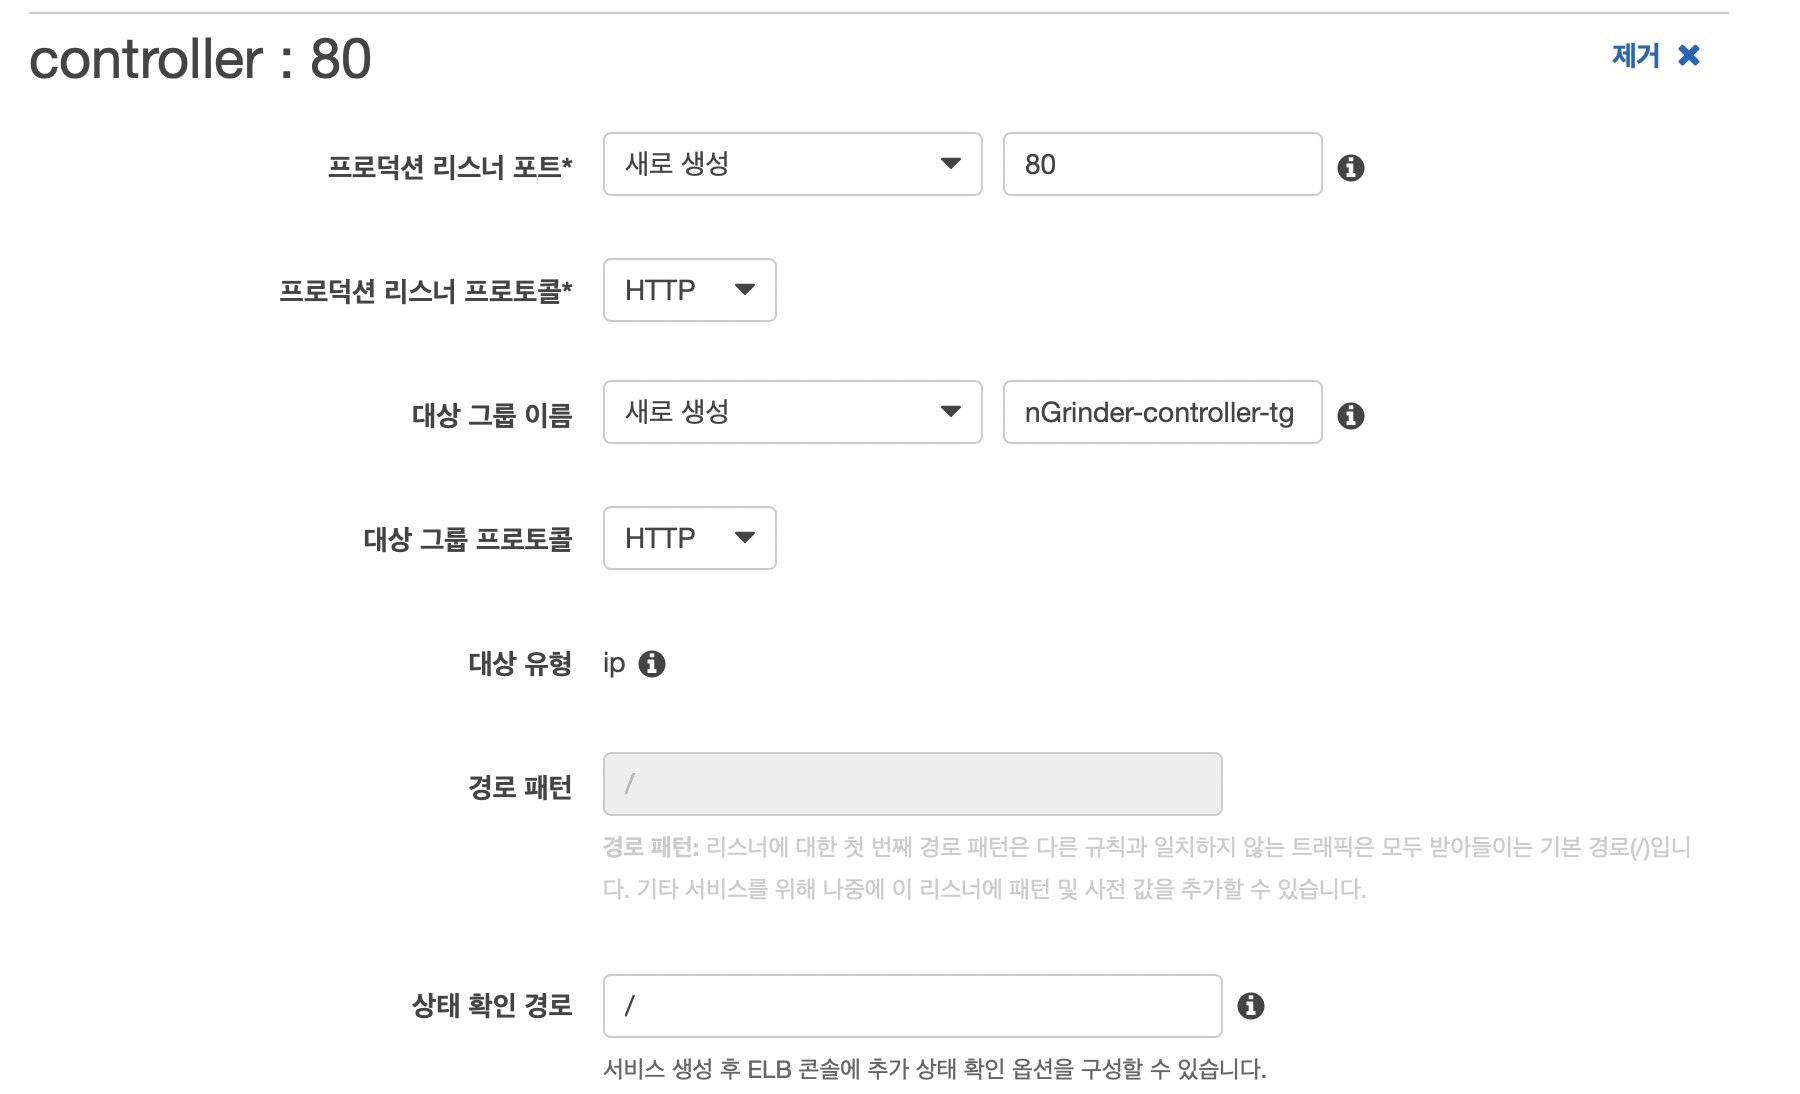 controller : 80
제거
프로덕션 리스너 포트* 새로 생성 80
프로덕션 리스너 프로토콜* HTTP
대상 그룹 이름 새로 생성 nGrinder-controller-tg
대상 그룹 프로토콜 HTTP
대상 유형 ip
경로 패턴 /
경로 패턴: 리스너에 대한 첫 번째 경로 패턴은 다른 규칙과 일치하지 않는 트래픽은 모두 받아들이는 기본 경로(/)입니
다. 기타 서비스를 위해 나중에 이 리스너에 패턴 및 사전 값을 추가할 수 있습니다.
상태 확인 경로 /
서비스 생성 후 ELB 콘솔에 추가 상태 확인 옵션을 구성할 수 있습니다.